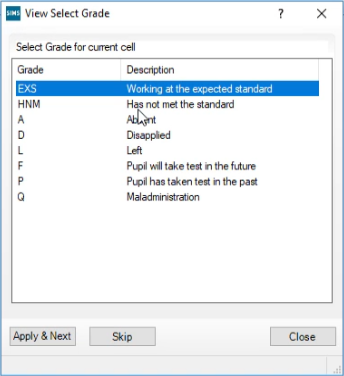 SIMS View Select Grade ?
Select Grade for current cell
Grade Description
EXS Working at the expected standard
HNM Has not met the standard
A Absent
D Disapplied
L Left
F Pupil will take test in the future
P Pupil has taken test in the past
Q Maladministration
Apply & Next Skip Close